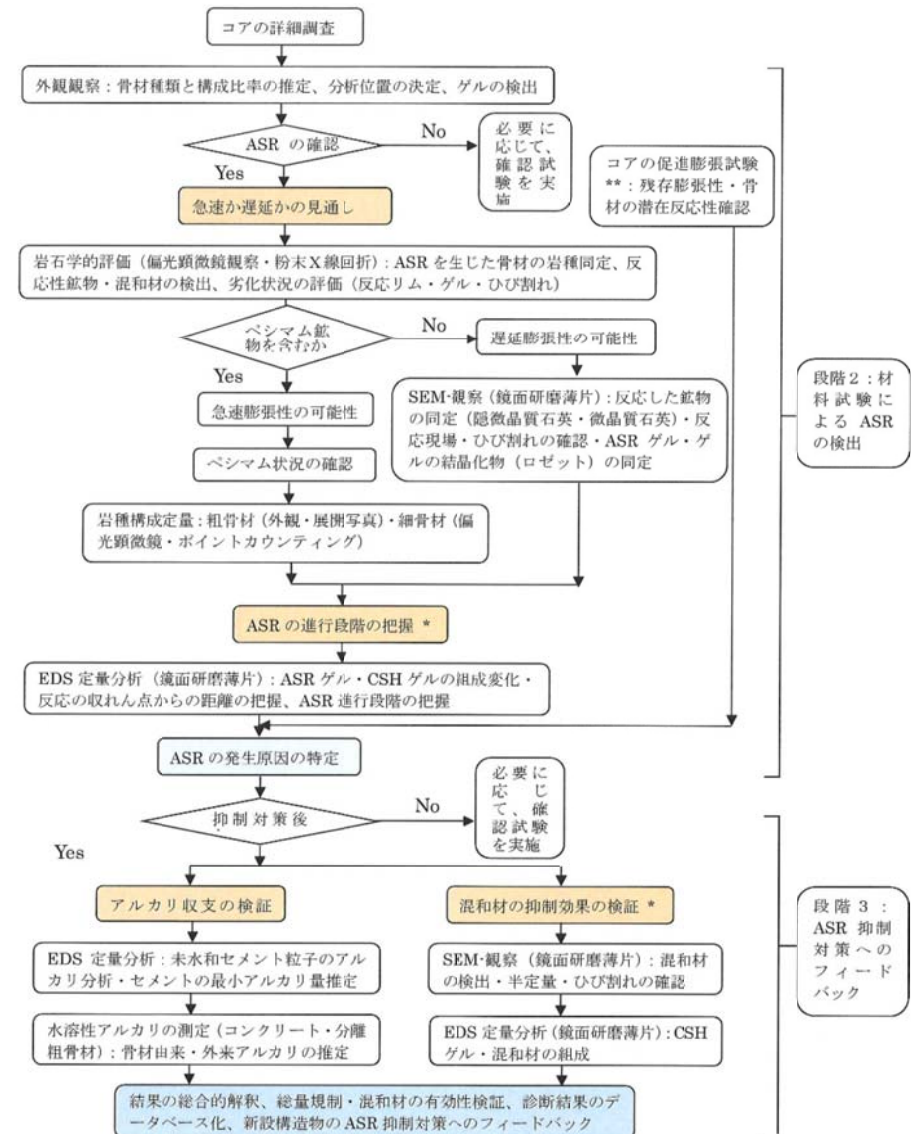 コアの詳細調査
外観観察：骨材種類と構成比率の推定、分析位置の決定、ゲルの検出
ASR の確認
No
必要に
応じて、
確認試
験を実
施
Yes
コアの促進膨張試験
**：残存膨張性・骨
材の潜在反応性確認
急速か遅延かの見通し
岩石学的評価（偏光顕微鏡観察・粉末X線回折）：ASR を生じた骨材の岩種同定、反
応性鉱物・混和材の検出、劣化状況の評価（反応リム・ゲル・ひび割れ）
ペシマム鉱
物を含むか
No
遅延膨張性の可能性
Yes
急速膨張性の可能性
SEM-観察（鏡面研磨薄片）：反応した鉱物
の同定（隠微晶質石英・微晶質石英）・反
応現場・ひび割れの確認・ASR ゲル・ゲ
ルの結晶化物（ロゼット）の同定
段階２：材
料試験に
よる ASR
の検出
ペシマム状況の確認
岩種構成定量：粗骨材（外観・展開写真）・細骨材（偏
光顕微鏡・ポイントカウンティング）
ASR の進行段階の把握 *
EDS 定量分析（鏡面研磨薄片）：ASR ゲル・CSH ゲルの組成変化・
反応の収れん点からの距離の把握、ASR 進行段階の把握
ASR の発生原因の特定
抑制対策後
No
必要に
応じ
て、確
認試験
を実施
Yes
アルカリ収支の検証
混和材の抑制効果の検証 *
EDS 定量分析：未水和セメント粒子のアル
カリ分析・セメントの最小アルカリ量推定
SEM-観察（鏡面研磨薄片）：混和材
の検出・半定量・ひび割れの確認
段階３：
ASR 抑制
対策への
フィード
バック
水溶性アルカリの測定（コンクリート・分離
粗骨材）：骨材由来・外来アルカリの推定
EDS 定量分析（鏡面研磨薄片）：CSH
ゲル・混和材の組成
結果の総合的解釈、総量規制・混和材の有効性検証、診断結果のデ
ータベース化、新設構造物の ASR 抑制対策へのフィードバック